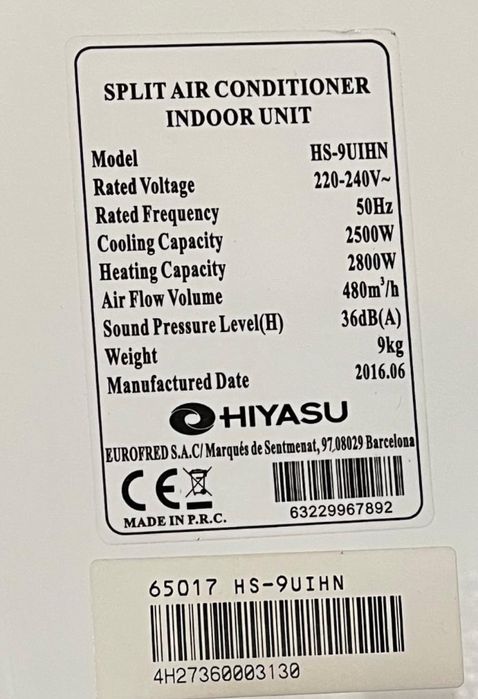 SPLIT AIR CONDITIONER
INDOOR UNIT
Model HS-9UIHN
Rated Voltage 220-240V~
Rated Frequency 50Hz
Cooling Capacity 2500W
Heating Capacity 2800W
Air Flow Volume 480m³/h
Sound Pressure Level(H) 36dB(A)
Weight 9kg
Manufactured Date 2016.06
HIYASU
EUROFRED S.A.C/ Marqués de Sentmenat, 97,08029 Barcelona
CE
MADE IN P.R.C.
63229967892
65017 HS-9UIHN
4H27360003130